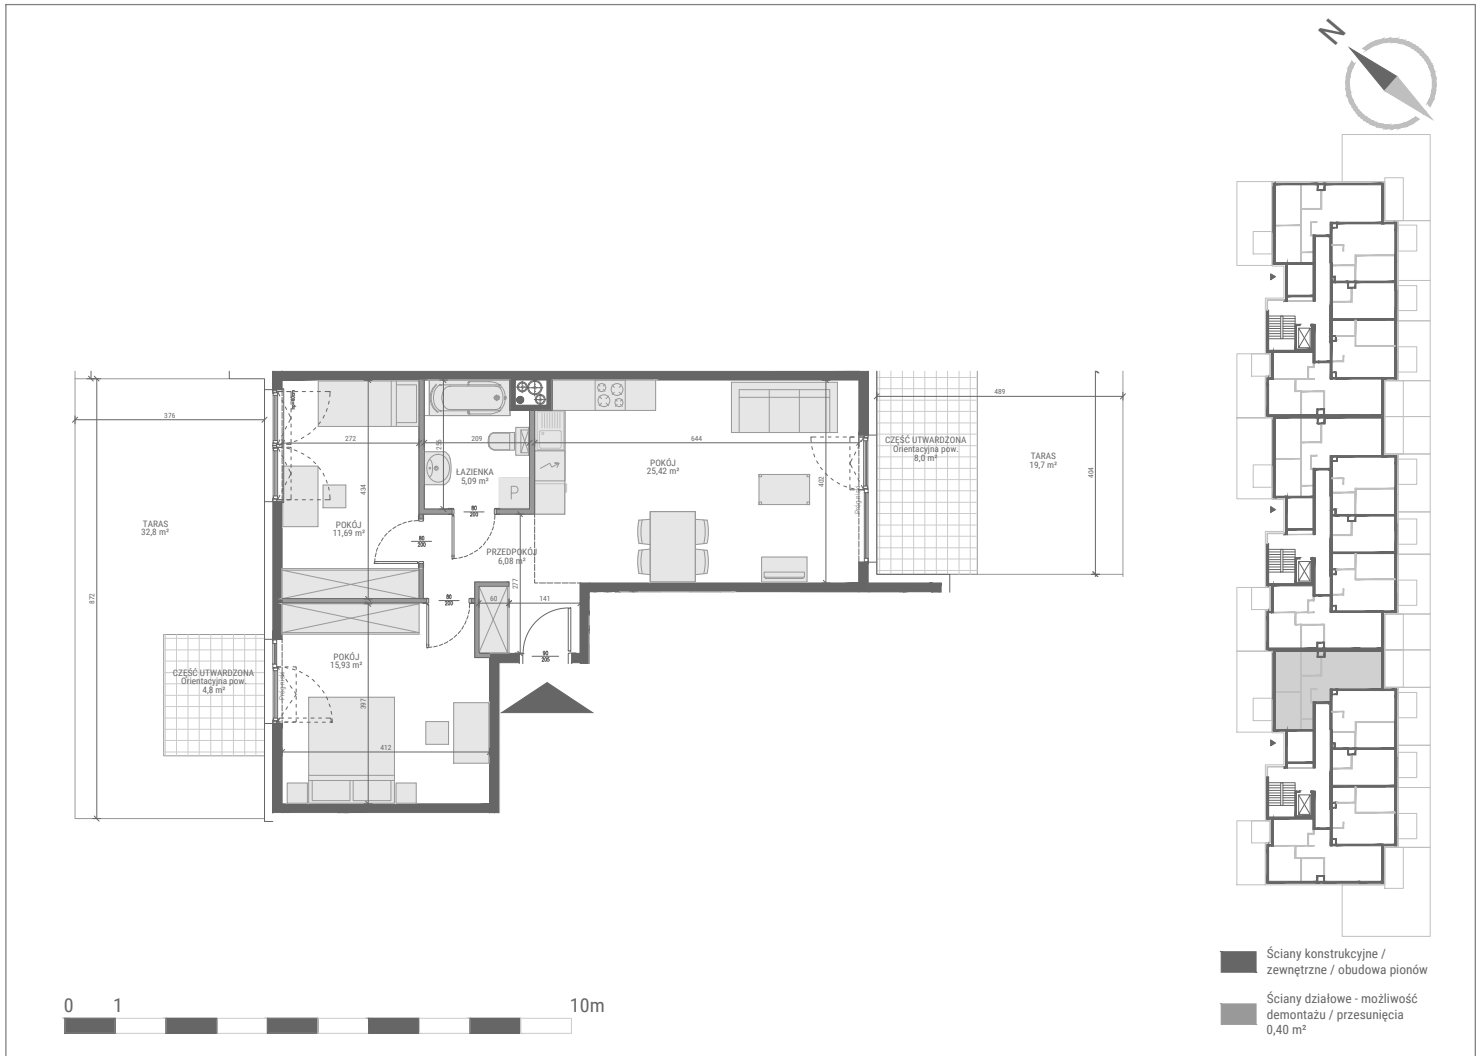 N
376
872
TARAS
32,8 m²
CZĘŚĆ UTWARDZONA
Orientacyjna pow.
4,8 m²
272
434
POKÓJ
11,69 m²
209
ŁAZIENKA
5,09 m²
P
80
200
80
200
80
200
PRZEDPOKÓJ
6,08 m²
277
60
141
90
205
644
POKÓJ
25,42 m²
402
CZĘŚĆ UTWARDZONA
Orientacyjna pow.
8,0 m²
489
TARAS
19,7 m²
404
POKÓJ
15,93 m²
397
412
0
1
10m
Ściany konstrukcyjne /
zewnętrzne / obudowa pionów
Ściany działowe - możliwość
demontażu / przesunięcia
0,40 m²